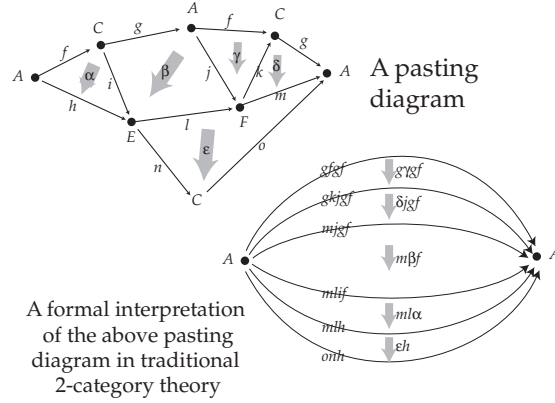 A
f
C
g
A
f
C
g
A
h
α
i
β
j
γ
k
δ
m
E
l
F
n
ε
o
C
A pasting
diagram
gfgf
gγgf
gkjgf
δjgf
mjgf
A
mβf
A
mlif
mlα
mlh
εh
onh
A formal interpretation
of the above pasting
diagram in traditional
2-category theory